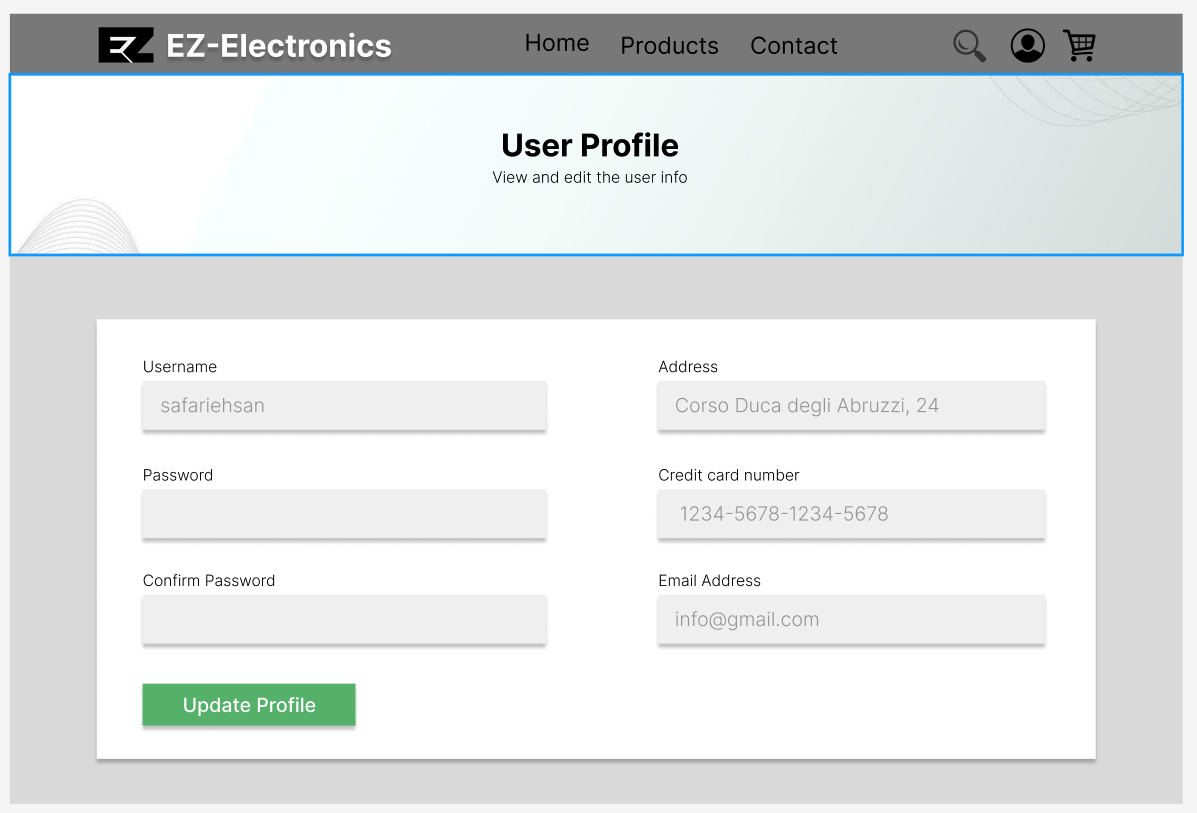 EZ-Electronics
Home Products Contact
User Profile
View and edit the user info
Username
safariehsan
Address
Corso Duca degli Abruzzi, 24
Password
Credit card number
1234-5678-1234-5678
Confirm Password
Email Address
info@gmail.com
Update Profile